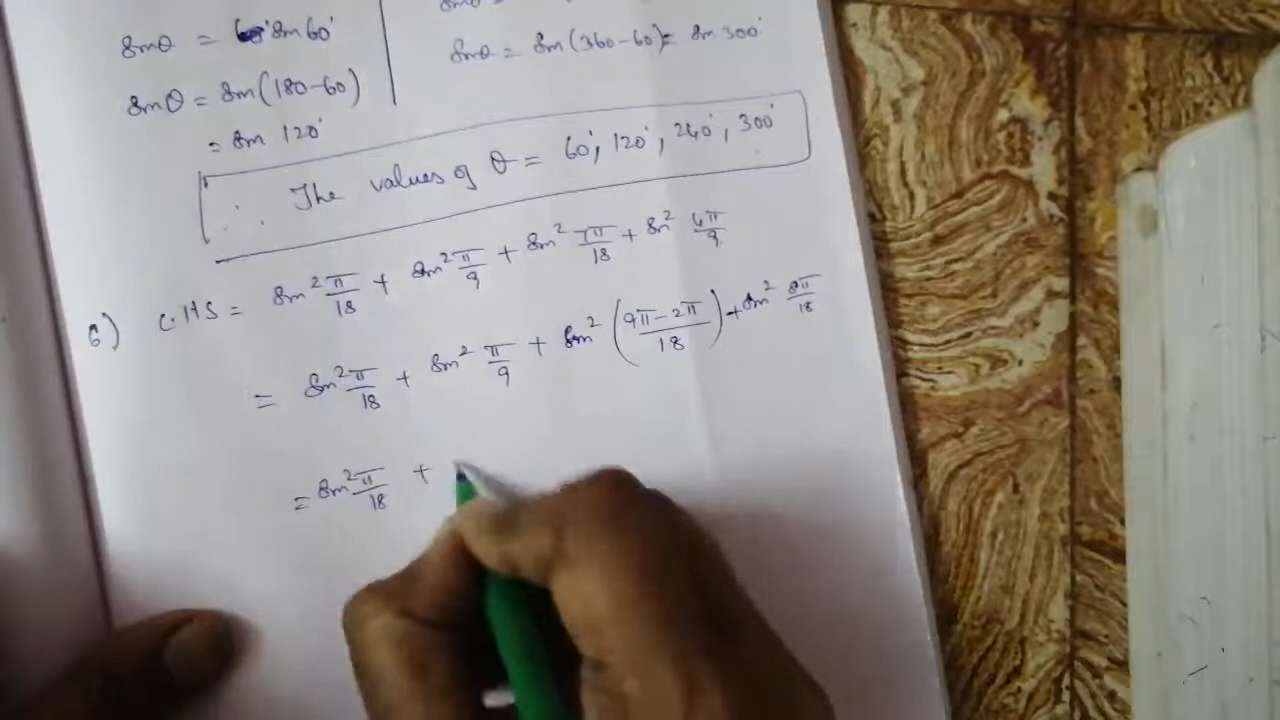 sinθ = sin60°
sinθ = sin(180-60)
= sin 120°
sinθ = sin(360-60) = sin 300°
∴ The values of θ = 60°, 120°, 240°, 300°
6) L.HS = sin² π/18 + sin² π/9 + sin² 7π/18 + sin² 4π/9
= sin² π/18 + sin² π/9 + sin² (9π-2π/18) + sin² 8π/18
= sin² π/18 +